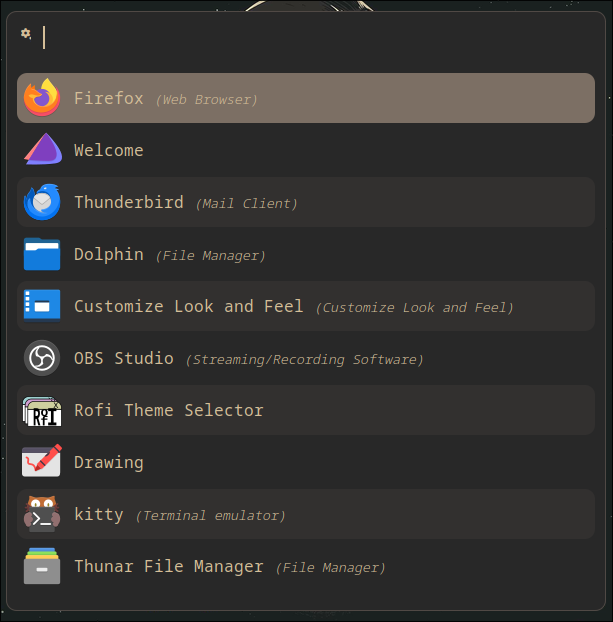 Firefox (Web Browser)
Welcome
Thunderbird (Mail Client)
Dolphin (File Manager)
Customize Look and Feel (Customize Look and Feel)
OBS Studio (Streaming/Recording Software)
Rofi Theme Selector
Drawing
kitty (Terminal emulator)
Thunar File Manager (File Manager)